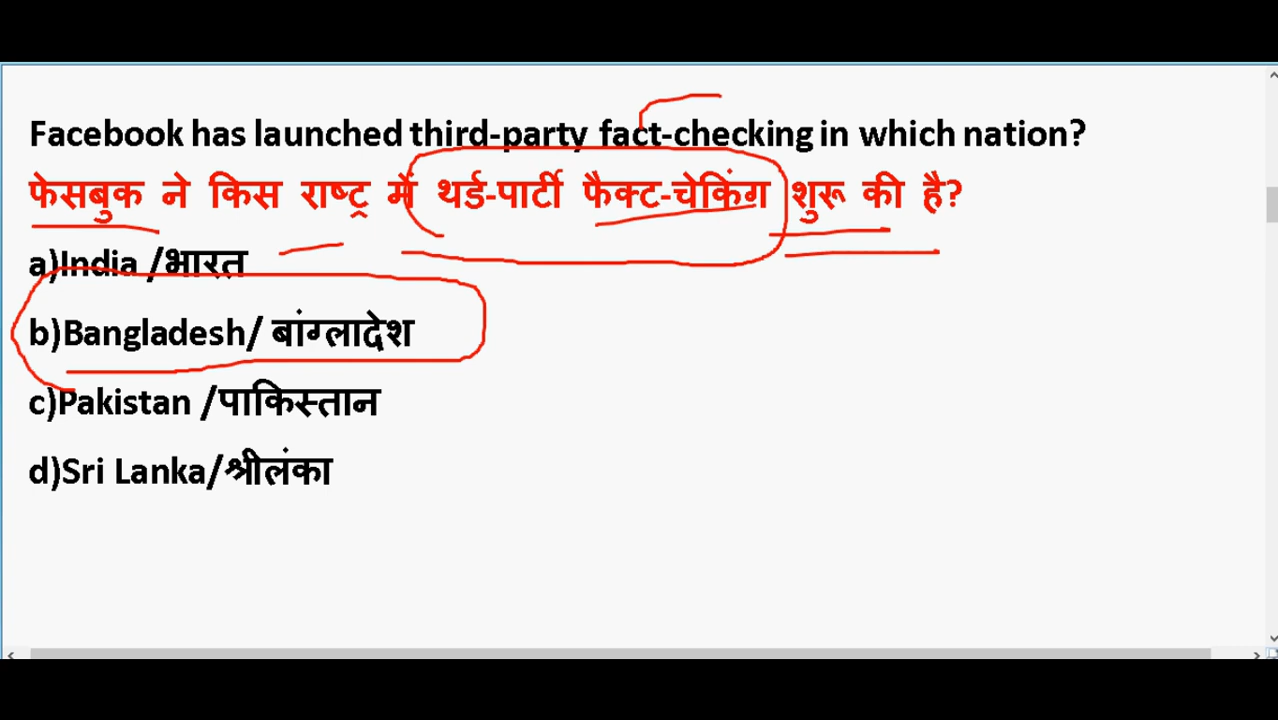 Facebook has launched third-party fact-checking in which nation?
फेसबुक ने किस राष्ट्र में थर्ड-पार्टी फैक्ट-चेकिंग शुरू की है?
a)India /भारत
b)Bangladesh/ बांग्लादेश
c)Pakistan /पाकिस्तान
d)Sri Lanka/श्रीलंका